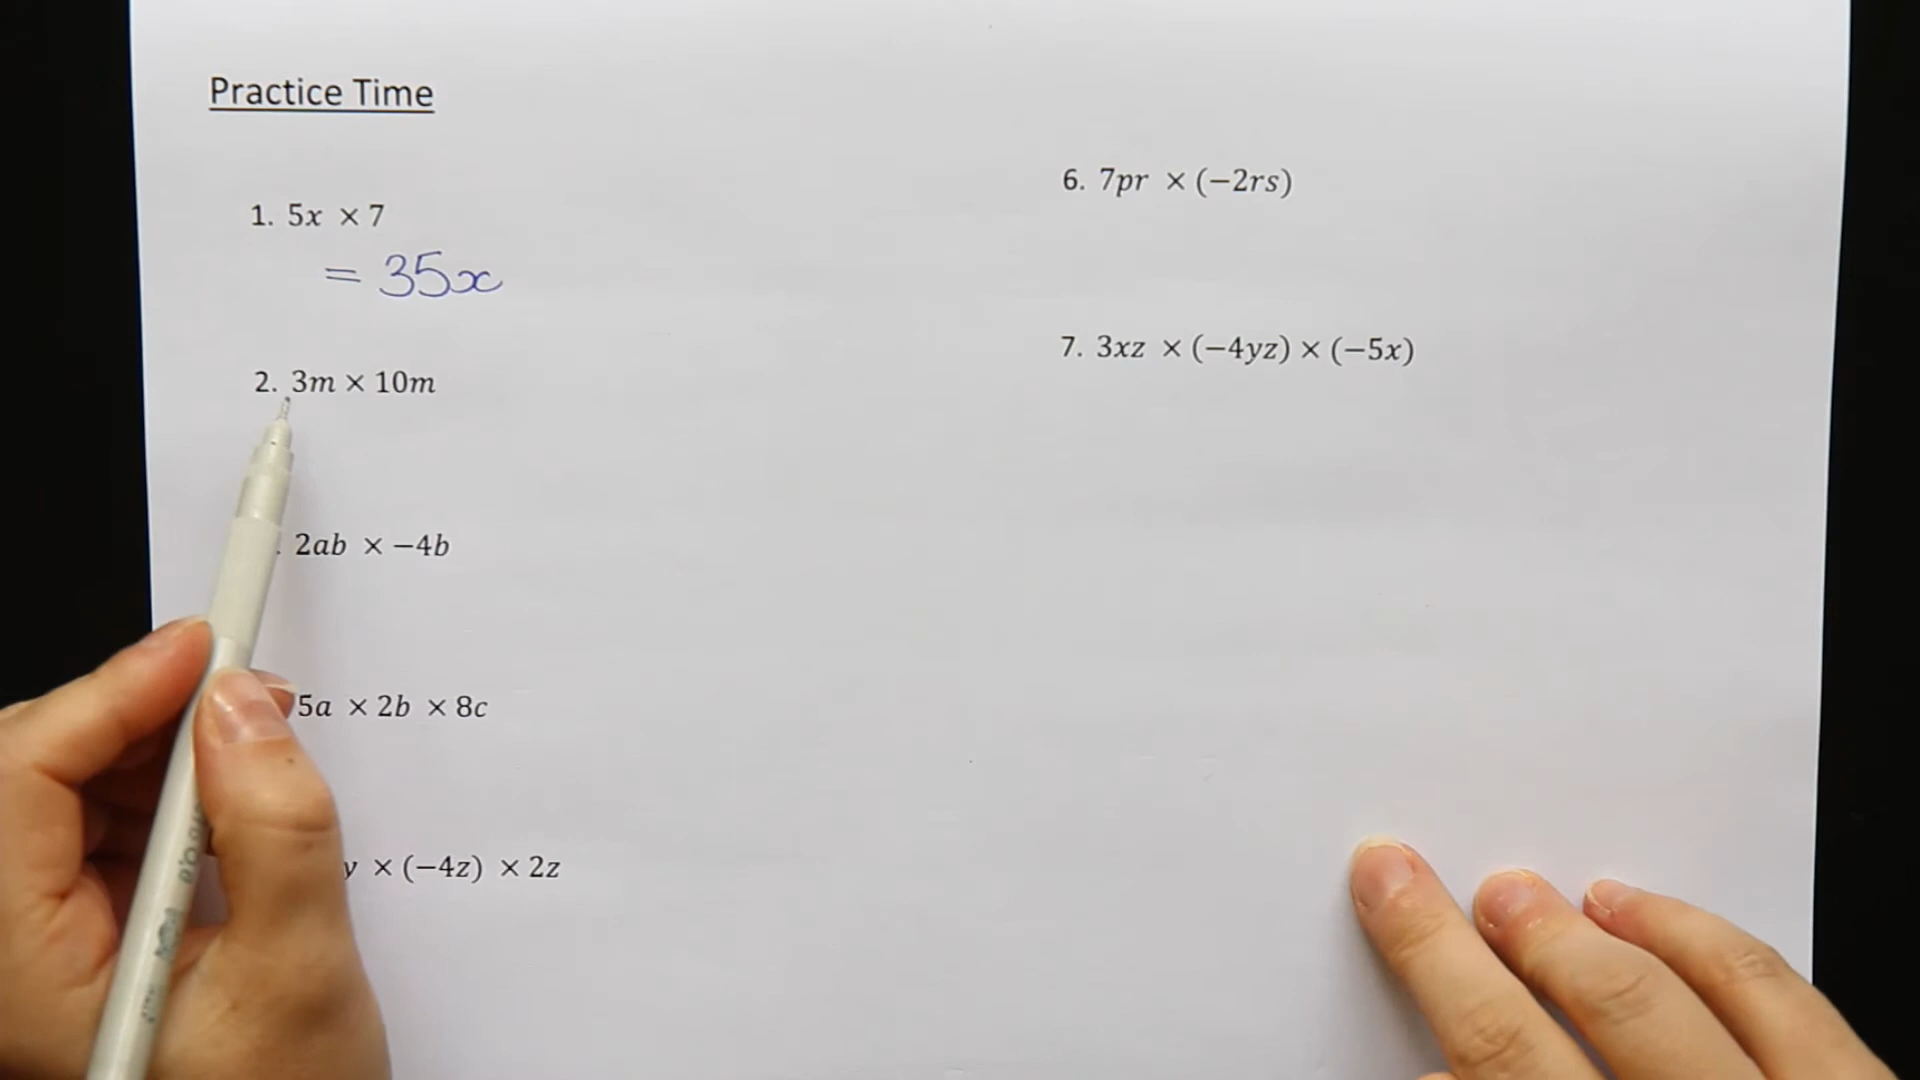 Practice Time
1. 5x × 7
= 35x
2. 3m × 10m
. 2ab × −4b
5a × 2b × 8c
y × (−4z) × 2z
6. 7pr × (−2rs)
7. 3xz × (−4yz) × (−5x)